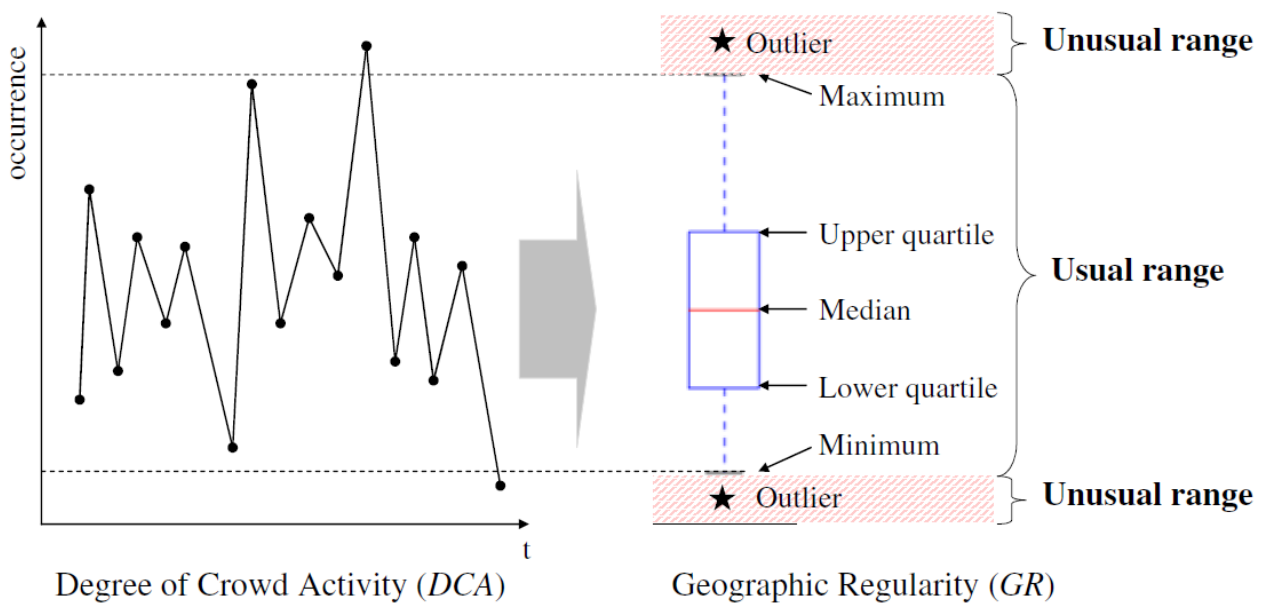 occurrence
t
Degree of Crowd Activity (DCA)
Outlier
Unusual range
Maximum
Upper quartile
Usual range
Median
Lower quartile
Minimum
Outlier
Unusual range
Geographic Regularity (GR)